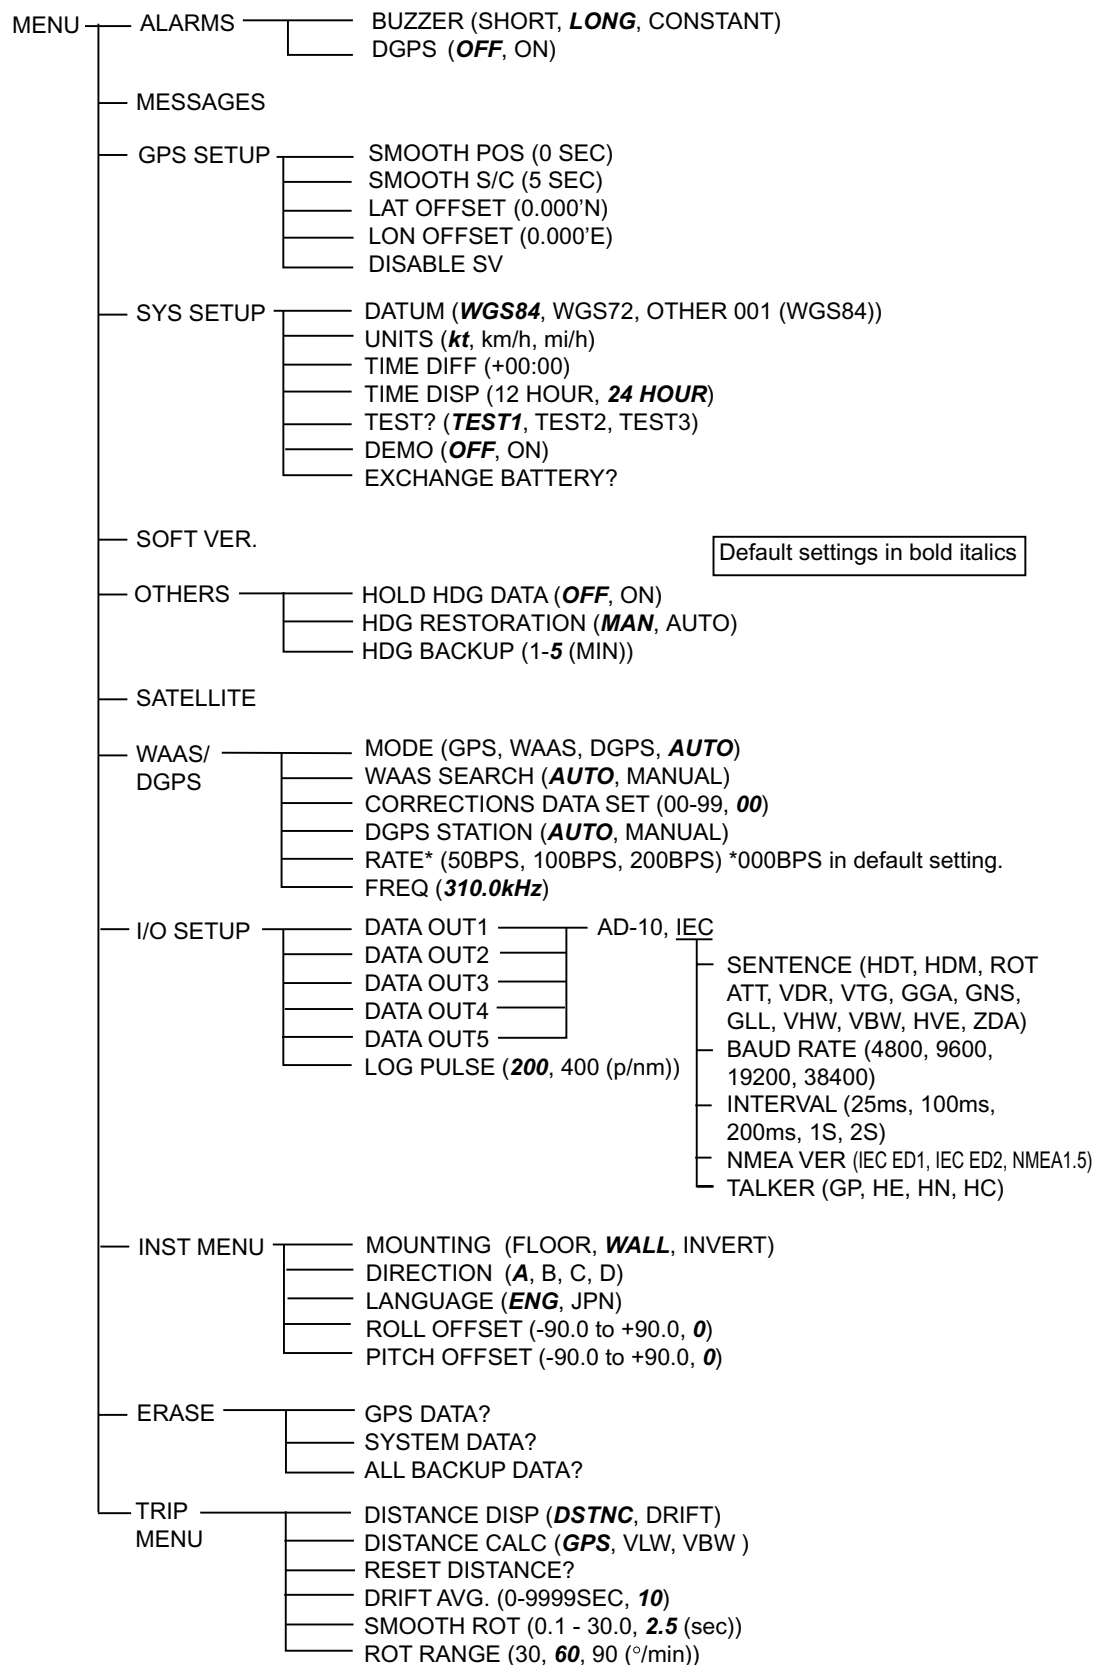 MENU
ALARMS
BUZZER (SHORT, LONG, CONSTANT)
DGPS (OFF, ON)
MESSAGES
GPS SETUP
SMOOTH POS (0 SEC)
SMOOTH S/C (5 SEC)
LAT OFFSET (0.000’N)
LON OFFSET (0.000’E)
DISABLE SV
SYS SETUP
DATUM (WGS84, WGS72, OTHER 001 (WGS84))
UNITS (kt, km/h, mi/h)
TIME DIFF (+00:00)
TIME DISP (12 HOUR, 24 HOUR)
TEST? (TEST1, TEST2, TEST3)
DEMO (OFF, ON)
EXCHANGE BATTERY?
SOFT VER.
Default settings in bold italics
OTHERS
HOLD HDG DATA (OFF, ON)
HDG RESTORATION (MAN, AUTO)
HDG BACKUP (1-5 (MIN))
SATELLITE
WAAS/
DGPS
MODE (GPS, WAAS, DGPS, AUTO)
WAAS SEARCH (AUTO, MANUAL)
CORRECTIONS DATA SET (00-99, 00)
DGPS STATION (AUTO, MANUAL)
RATE* (50BPS, 100BPS, 200BPS) *000BPS in default setting.
FREQ (310.0kHz)
I/O SETUP
DATA OUT1
DATA OUT2
DATA OUT3
DATA OUT4
DATA OUT5
LOG PULSE (200, 400 (p/nm))
AD-10, IEC
SENTENCE (HDT, HDM, ROT
ATT, VDR, VTG, GGA, GNS,
GLL, VHW, VBW, HVE, ZDA)
BAUD RATE (4800, 9600,
19200, 38400)
INTERVAL (25ms, 100ms,
200ms, 1S, 2S)
NMEA VER (IEC ED1, IEC ED2, NMEA1.5)
TALKER (GP, HE, HN, HC)
INST MENU
MOUNTING (FLOOR, WALL, INVERT)
DIRECTION (A, B, C, D)
LANGUAGE (ENG, JPN)
ROLL OFFSET (-90.0 to +90.0, 0)
PITCH OFFSET (-90.0 to +90.0, 0)
ERASE
GPS DATA?
SYSTEM DATA?
ALL BACKUP DATA?
TRIP
MENU
DISTANCE DISP (DSTNC, DRIFT)
DISTANCE CALC (GPS, VLW, VBW )
RESET DISTANCE?
DRIFT AVG. (0-9999SEC, 10)
SMOOTH ROT (0.1 - 30.0, 2.5 (sec))
ROT RANGE (30, 60, 90 (°/min))